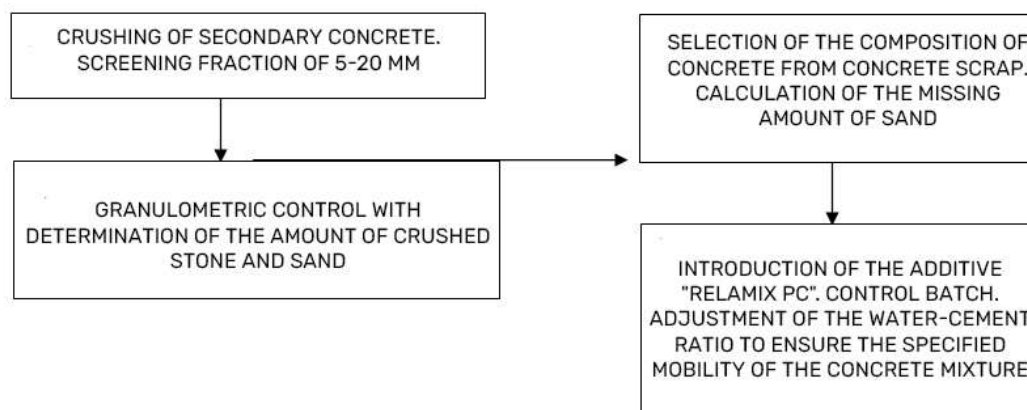 CRUSHING OF SECONDARY CONCRETE.
SCREENING FRACTION OF 5-20 MM
GRANULOMETRIC CONTROL WITH
DETERMINATION OF THE AMOUNT OF CRUSHED
STONE AND SAND
SELECTION OF THE COMPOSITION OF
CONCRETE FROM CONCRETE SCRAP.
CALCULATION OF THE MISSING
AMOUNT OF SAND
INTRODUCTION OF THE ADDITIVE
"RELAMIX PC". CONTROL BATCH.
ADJUSTMENT OF THE WATER-CEMENT
RATIO TO ENSURE THE SPECIFIED
MOBILITY OF THE CONCRETE MIXTURE